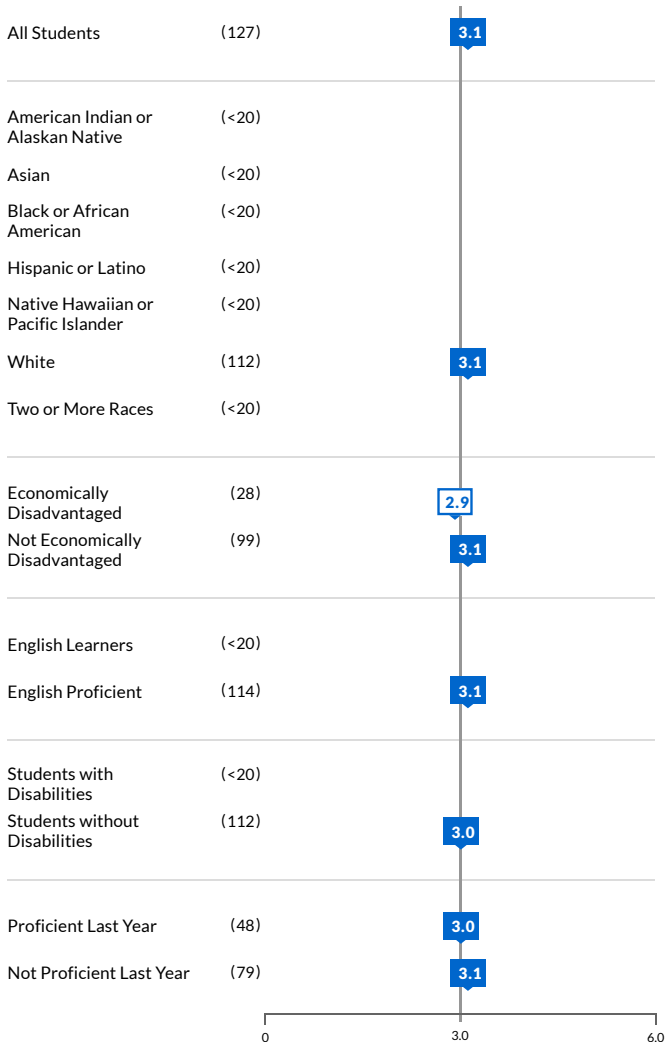 All Students (127) 3.1
American Indian or (<20)
Alaskan Native
Asian (<20)
Black or African (<20)
American
Hispanic or Latino (<20)
Native Hawaiian or (<20)
Pacific Islander
White (112) 3.1
Two or More Races (<20)
Economically (28) 2.9
Disadvantaged
Not Economically (99) 3.1
Disadvantaged
English Learners (<20)
English Proficient (114) 3.1
Students with (<20)
Disabilities
Students without (112) 3.0
Disabilities
Proficient Last Year (48) 3.0
Not Proficient Last Year (79) 3.1
0 3.0 6.0